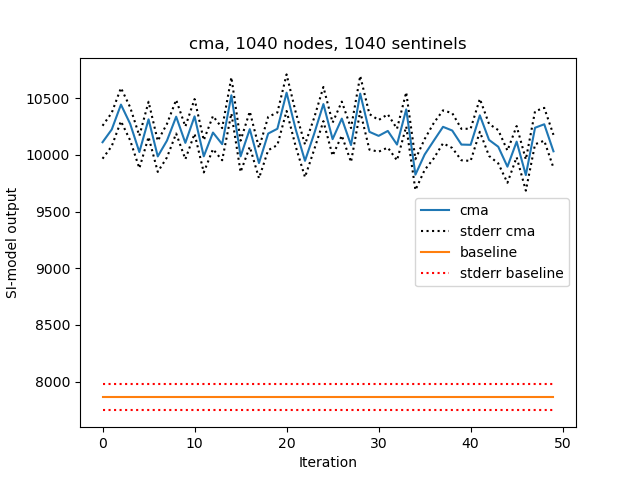 cma, 1040 nodes, 1040 sentinels
SI-model output
10500
10000
9500
9000
8500
8000
cma
stderr cma
baseline
stderr baseline
0
10
20
30
40
50
Iteration